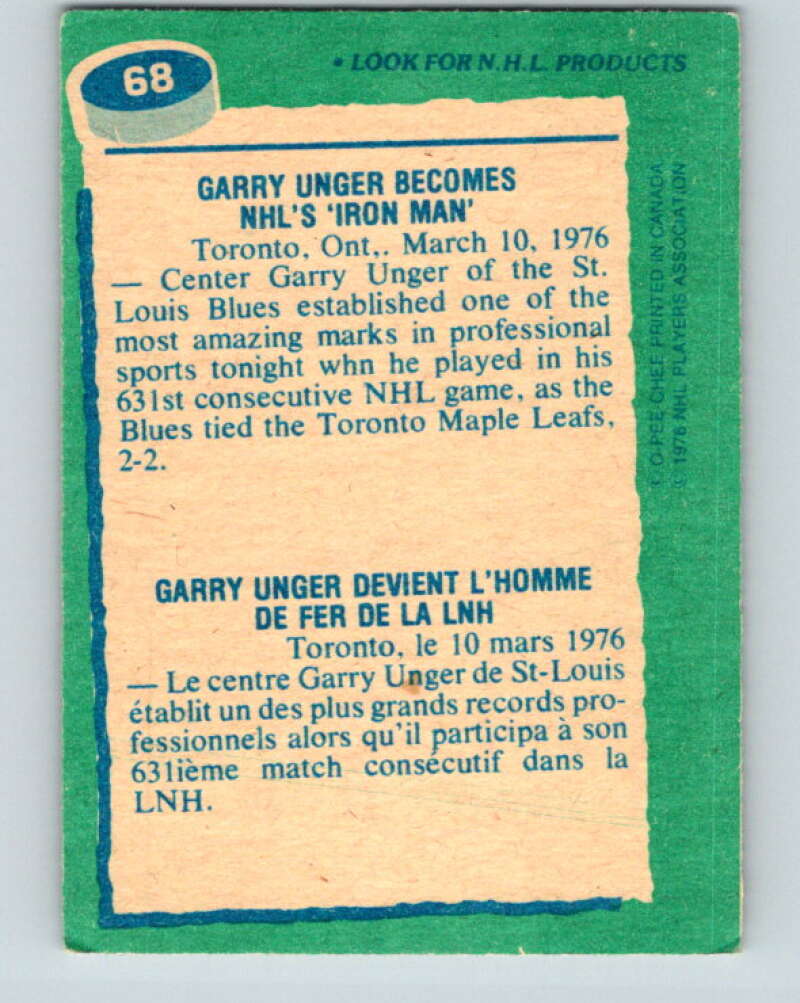 68
• LOOK FOR N.H.L. PRODUCTS
GARRY UNGER BECOMES
NHL'S 'IRON MAN'
Toronto, Ont,. March 10, 1976
— Center Garry Unger of the St.
Louis Blues established one of the
most amazing marks in professional
sports tonight whn he played in his
631st consecutive NHL game, as the
Blues tied the Toronto Maple Leafs,
2-2.
GARRY UNGER DEVIENT L'HOMME
DE FER DE LA LNH
Toronto, le 10 mars 1976
— Le centre Garry Unger de St-Louis
établit un des plus grands records pro-
fessionnels alors qu'il participa à son
631ième match consécutif dans la
LNH.
© O-PEE-CHEE PRINTED IN CANADA
© 1976 NHL PLAYERS ASSOCIATION